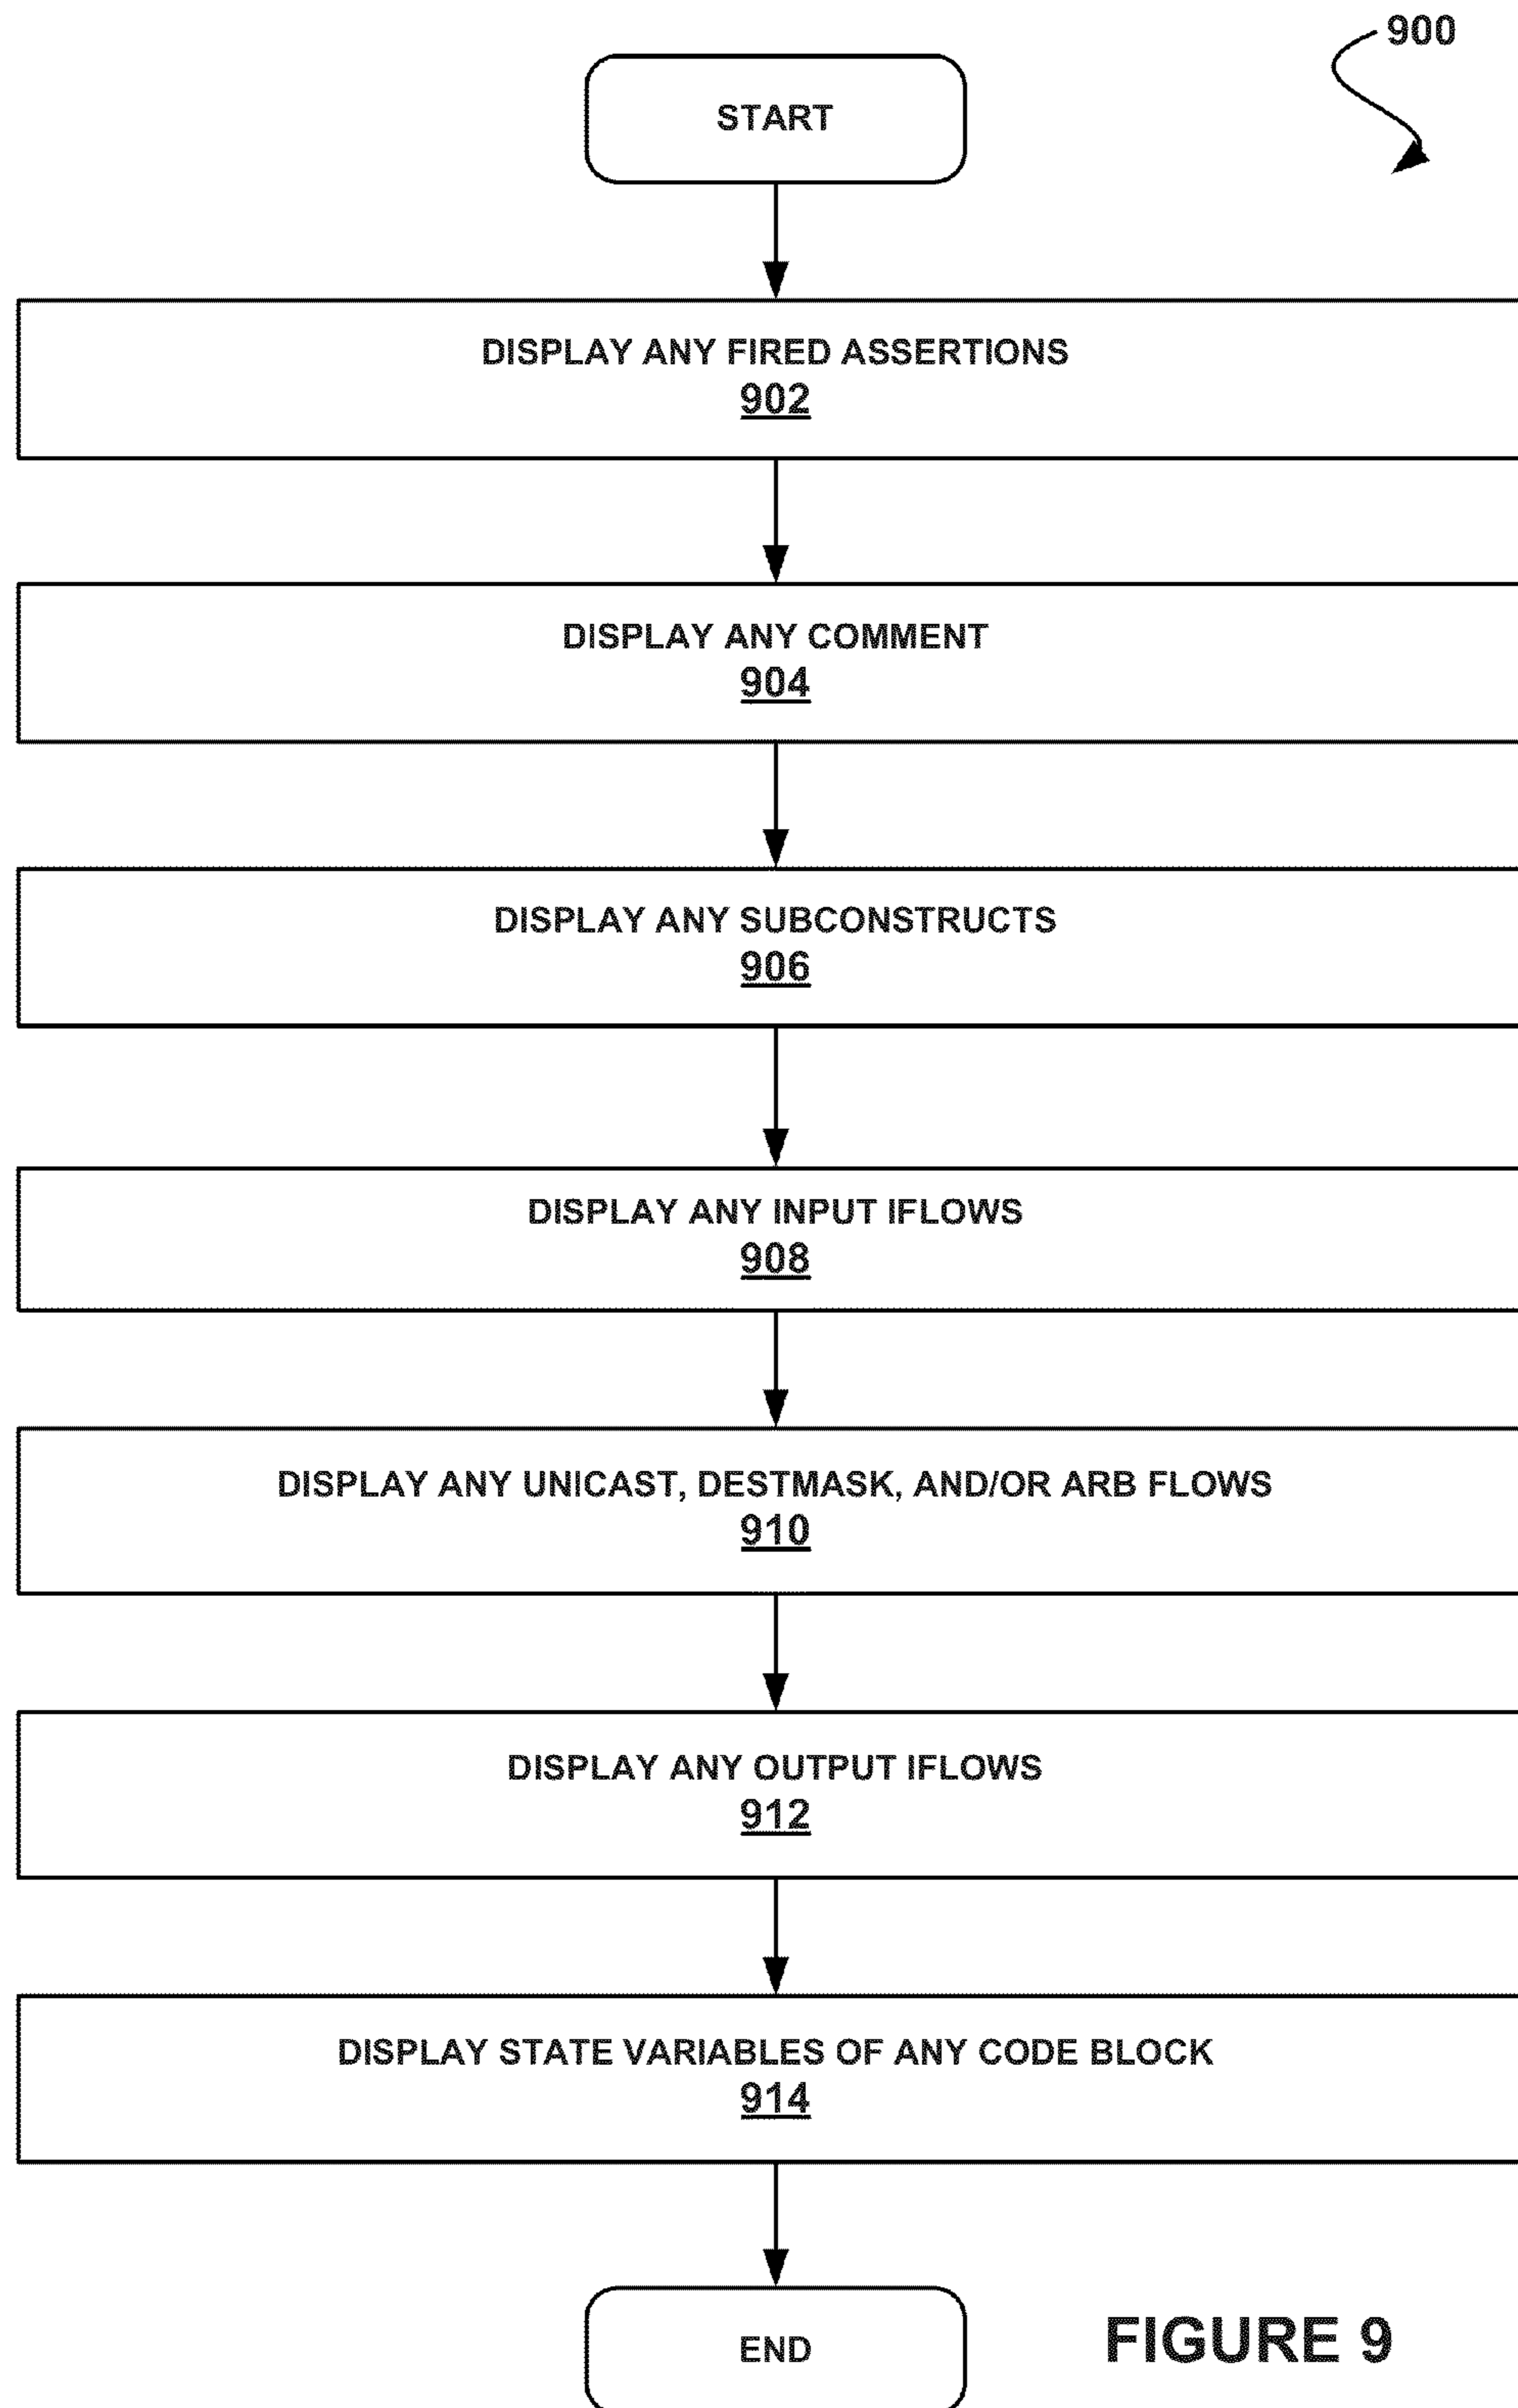 900
START
DISPLAY ANY FIRED ASSERTIONS
902
DISPLAY ANY COMMENT
904
DISPLAY ANY SUBCONSTRUCTS
906
DISPLAY ANY INPUT IFLOWS
908
DISPLAY ANY UNICAST, DESTMASK, AND/OR ARB FLOWS
910
DISPLAY ANY OUTPUT IFLOWS
912
DISPLAY STATE VARIABLES OF ANY CODE BLOCK
914
END
FIGURE 9